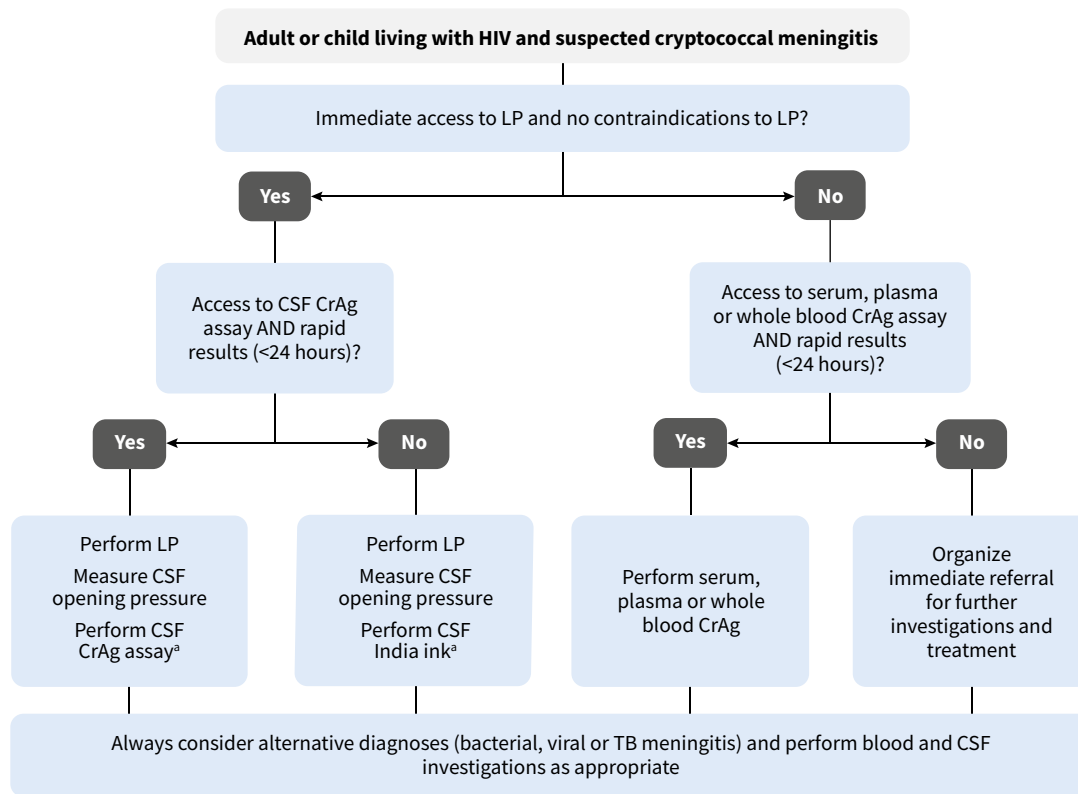 Adult or child living with HIV and suspected cryptococcal meningitis
Immediate access to LP and no contraindications to LP?
Yes
No
Access to CSF CrAg
assay AND rapid
results (<24 hours)?
Access to serum, plasma
or whole blood CrAg assay
AND rapid results
(<24 hours)?
Yes
No
Yes
No
Perform LP
Measure CSF
opening pressure
Perform CSF
CrAg assayᵃ
Perform LP
Measure CSF
opening pressure
Perform CSF
India inkᵃ
Perform serum,
plasma or whole
blood CrAg
Organize
immediate referral
for further
investigations and
treatment
Always consider alternative diagnoses (bacterial, viral or TB meningitis) and perform blood and CSF
investigations as appropriate